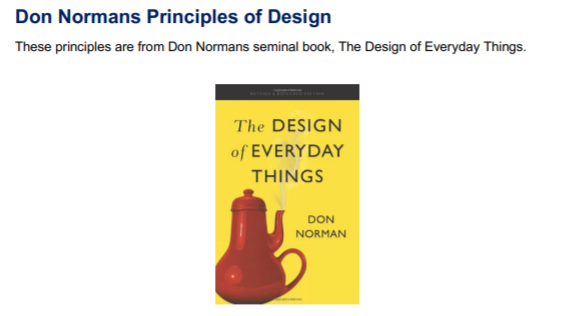 Don Normans Principles of Design
These principles are from Don Normans seminal book, The Design of Everyday Things.
The DESIGN
of EVERYDAY
THINGS
DON
NORMAN